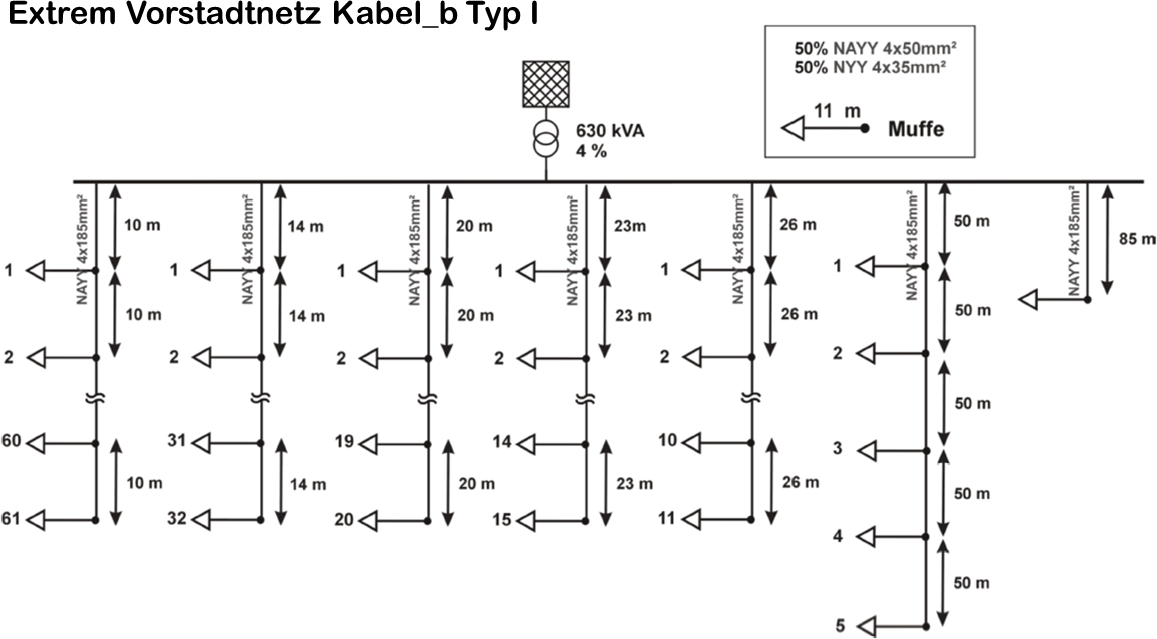 Extrem Vorstadtnetz Kabel_b Typ I
50% NAYY 4x50mm²
50% NYY 4x35mm²
11 m
Muffe
630 kVA
4 %
NAYY 4x185mm²
10 m
1
10 m
2
60
10 m
61
NAYY 4x185mm²
14 m
1
14 m
2
31
14 m
32
NAYY 4x185mm²
20 m
1
20 m
2
19
20 m
20
NAYY 4x185mm²
23m
1
23 m
2
14
23 m
15
NAYY 4x185mm²
26 m
1
26 m
2
10
26 m
11
NAYY 4x185mm²
50 m
1
50 m
2
50 m
3
50 m
4
50 m
5
NAYY 4x185mm²
85 m